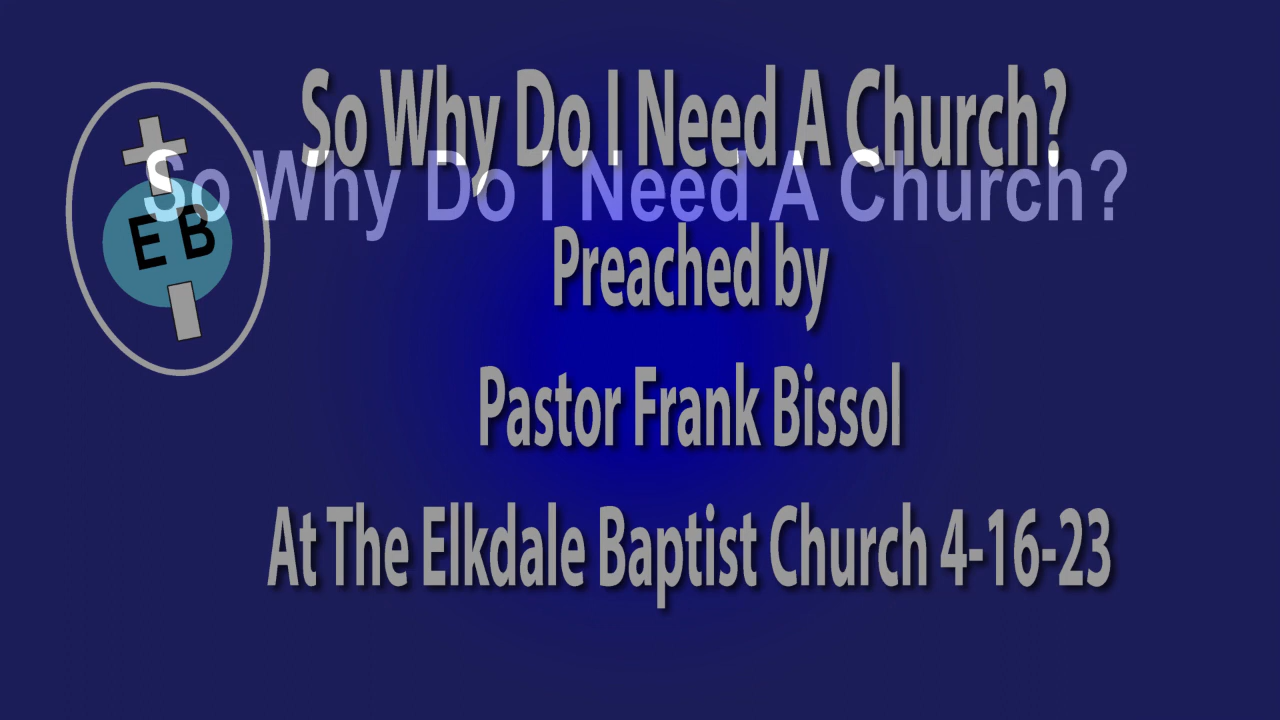 So Why Do I Need A Church?
So Why Do I Need A Church?
E B
Preached by
Pastor Frank Bissol
At The Elkdale Baptist Church 4-16-23